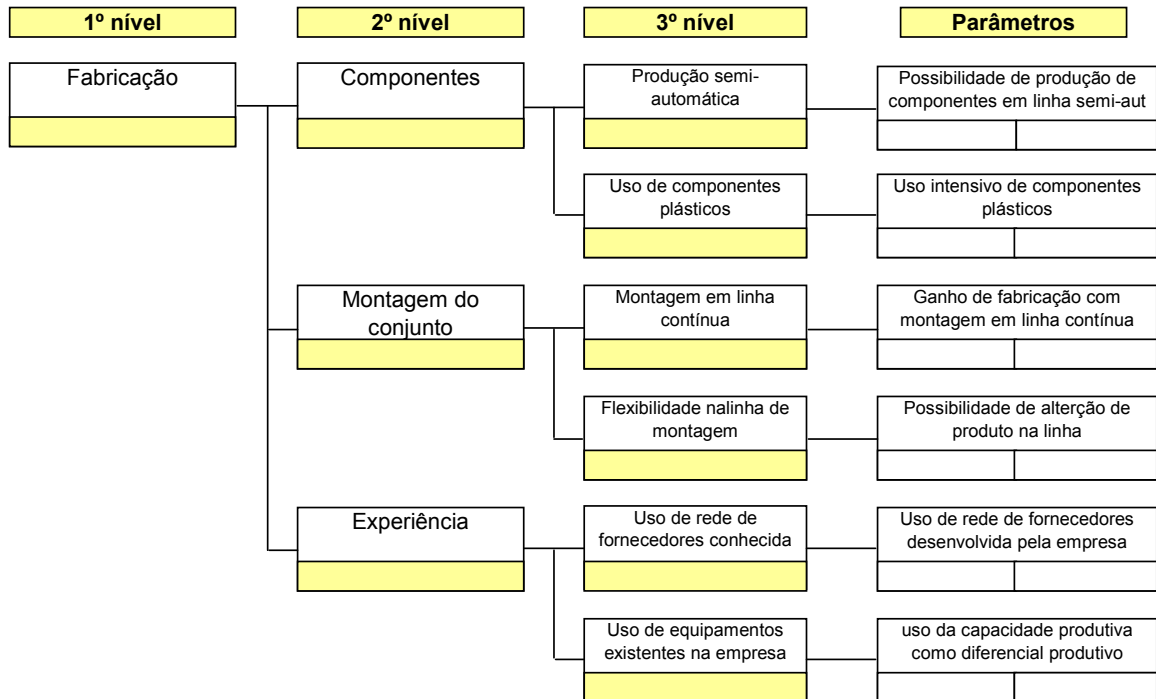 1º nível
2º nível
3º nível
Parâmetros
Fabricação
Componentes
Produção semi-
automática
Possibilidade de produção de
componentes em linha semi-aut
Uso de componentes
plásticos
Uso intensivo de componentes
plásticos
Montagem do
conjunto
Montagem em linha
contínua
Ganho de fabricação com
montagem em linha contínua
Flexibilidade nalinha de
montagem
Possibilidade de alterção de
produto na linha
Experiência
Uso de rede de
fornecedores conhecida
Uso de rede de fornecedores
desenvolvida pela empresa
Uso de equipamentos
existentes na empresa
uso da capacidade produtiva
como diferencial produtivo